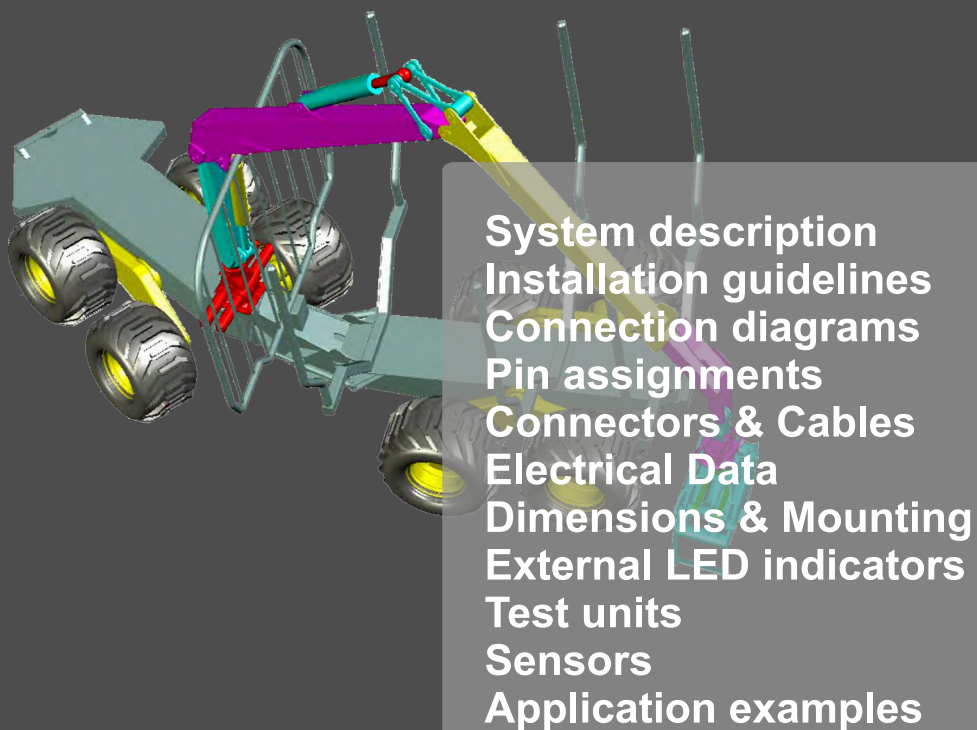 System description
Installation guidelines
Connection diagrams
Pin assignments
Connectors & Cables
Electrical Data
Dimensions & Mounting
External LED indicators
Test units
Sensors
Application examples